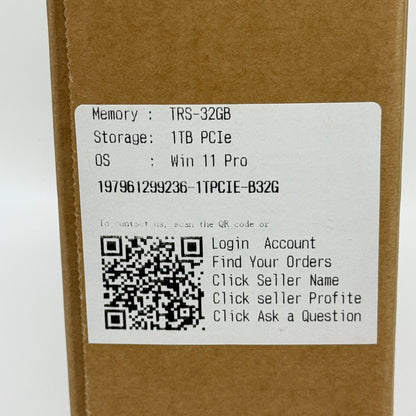 Memory : TRS-32GB
Storage: 1TB PCIe
OS : Win 11 Pro
197961299236-1TPCIE-B32G
To contact us, scan the QR code or
Login Account
Find Your Orders
Click Seller Name
Click seller Profite
Click Ask a Question